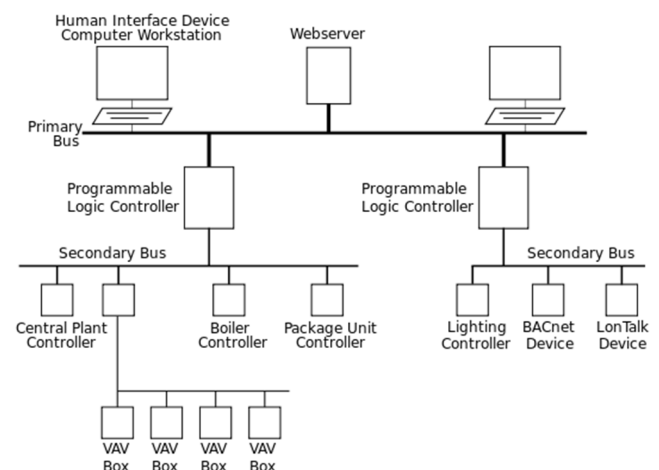 Human Interface Device
Computer Workstation
Webserver
Primary
Bus
Programmable
Logic Controller
Programmable
Logic Controller
Secondary Bus
Secondary Bus
Central Plant
Controller
Boiler
Controller
Package Unit
Controller
Lighting
Controller
BACnet
Device
LonTalk
Device
VAV
Box
VAV
Box
VAV
Box
VAV
Box